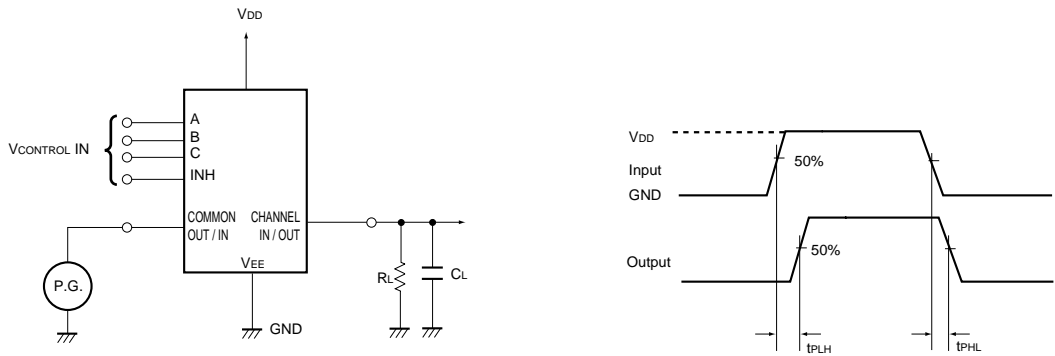 VDD
A
B
C
INH
VCONTROL IN
COMMON
OUT / IN
CHANNEL
IN / OUT
VEE
P.G.
GND
RL
CL
VDD
Input
50%
GND
Output
50%
tPLH
tPHL